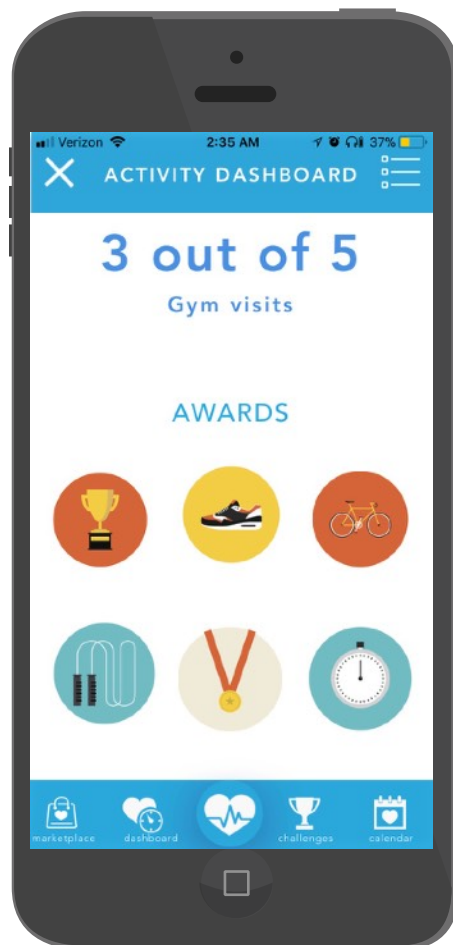 Verizon 2:35 AM 37%
ACTIVITY DASHBOARD
3 out of 5
Gym visits
AWARDS
marketplace dashboard challenges calendar